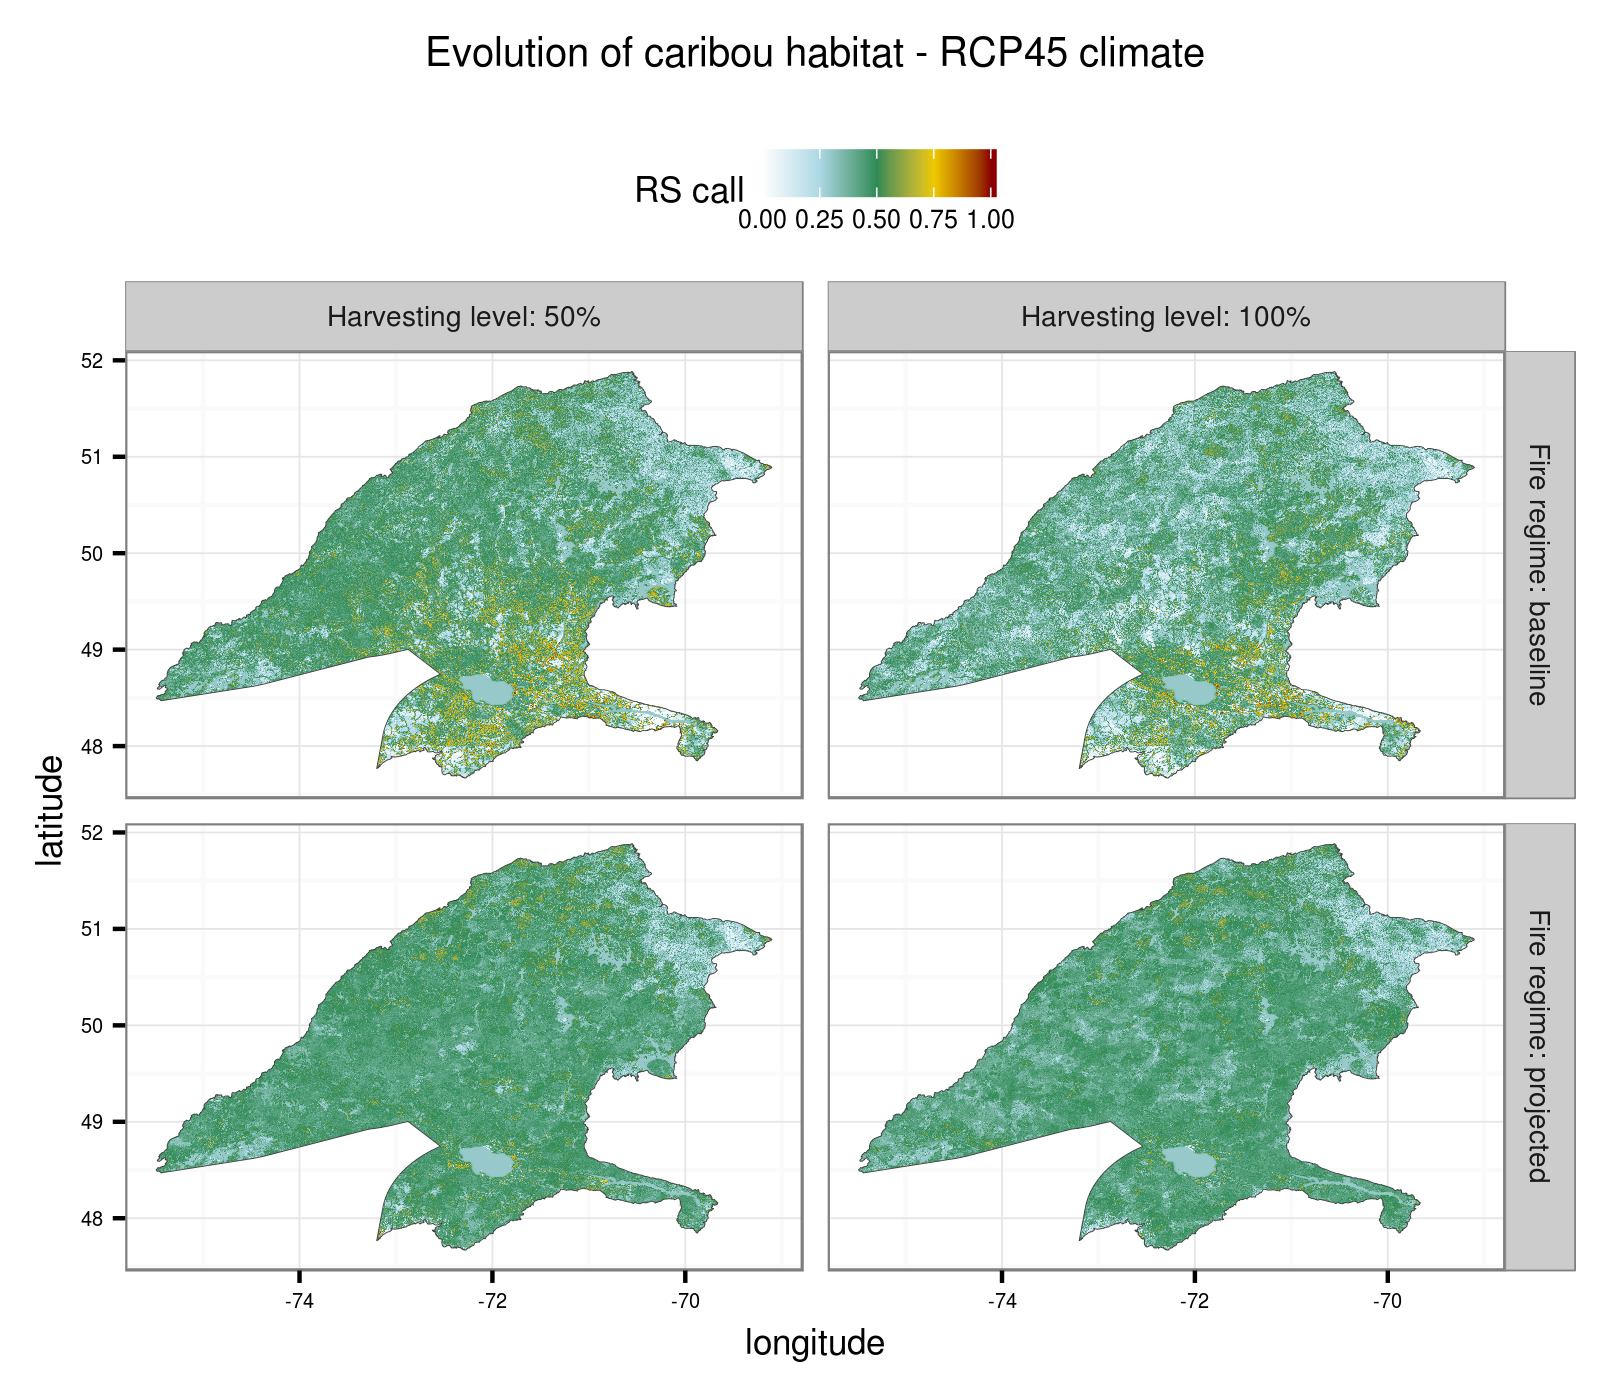 Evolution of caribou habitat - RCP45 climate
RS call
0.00 0.25 0.50 0.75 1.00
Harvesting level: 50%
Harvesting level: 100%
52
51
50
49
48
Fire regime: baseline
latitude
52
51
50
49
48
Fire regime: projected
-74
-72
-70
-74
-72
-70
longitude